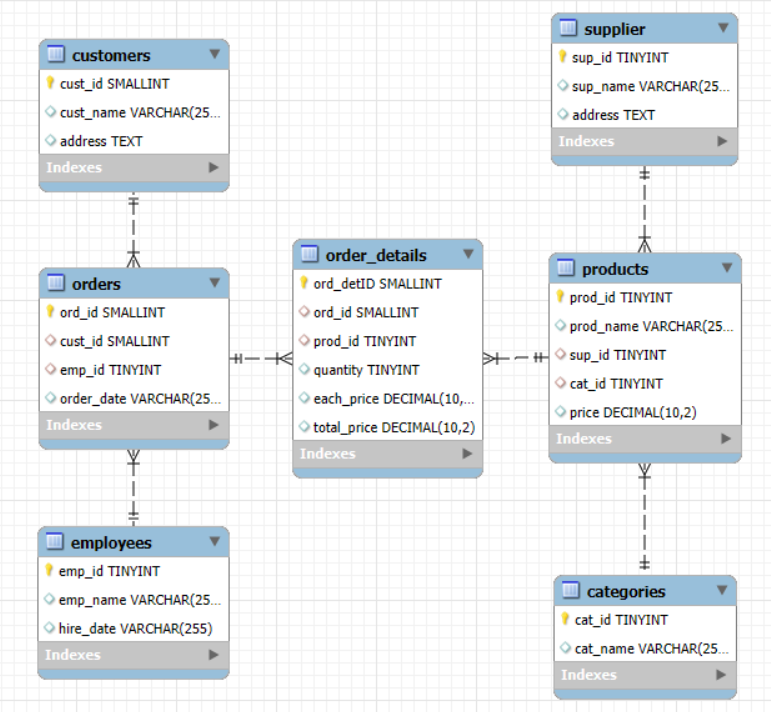 customers
cust_id SMALLINT
cust_name VARCHAR(25...
address TEXT
Indexes
supplier
sup_id TINYINT
sup_name VARCHAR(25...
address TEXT
Indexes
orders
ord_id SMALLINT
cust_id SMALLINT
emp_id TINYINT
order_date VARCHAR(25...
Indexes
order_details
ord_detID SMALLINT
ord_id SMALLINT
prod_id TINYINT
quantity TINYINT
each_price DECIMAL(10,...
total_price DECIMAL(10,2)
Indexes
products
prod_id TINYINT
prod_name VARCHAR(25...
sup_id TINYINT
cat_id TINYINT
price DECIMAL(10,2)
Indexes
employees
emp_id TINYINT
emp_name VARCHAR(25...
hire_date VARCHAR(255)
Indexes
categories
cat_id TINYINT
cat_name VARCHAR(25...
Indexes